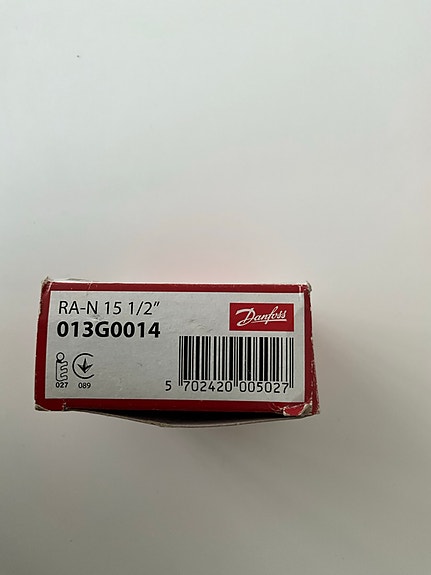 RA-N 15 1/2"
Danfoss
013G0014
027 089
5 702420 005027